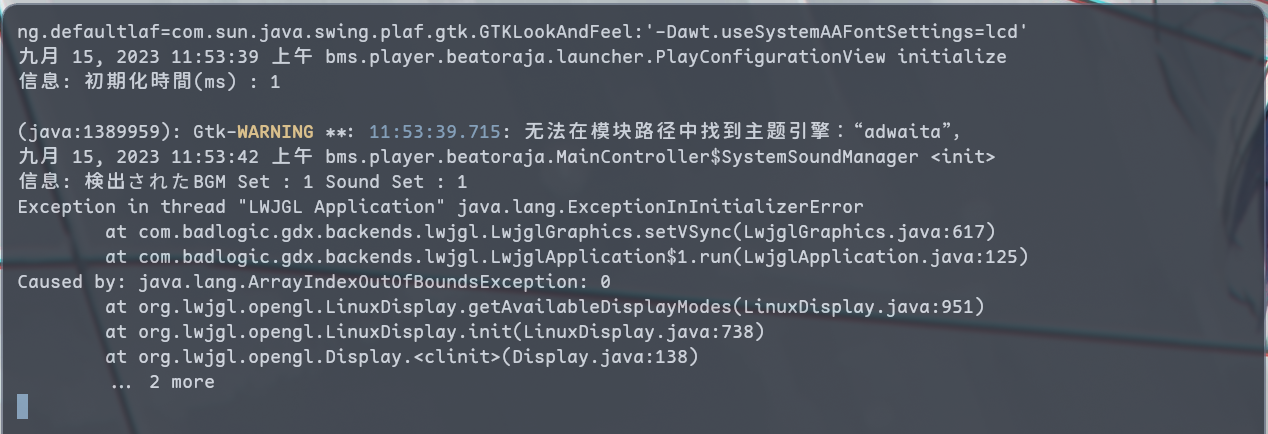 ng.defaultlaf=com.sun.java.swing.plaf.gtk.GTKLookAndFeel:'-Dawt.useSystemAAFontSettings=lcd'
九月 15, 2023 11:53:39 上午 bms.player.beatoraja.launcher.PlayConfigurationView initialize
信息: 初期化時間(ms) : 1
(java:1389959): Gtk-WARNING **: 11:53:39.715: 无法在模块路径中找到主题引擎：“adwaita”，
九月 15, 2023 11:53:42 上午 bms.player.beatoraja.MainController$SystemSoundManager <init>
信息: 検出されたBGM Set : 1 Sound Set : 1
Exception in thread "LWJGL Application" java.lang.ExceptionInInitializerError
at com.badlogic.gdx.backends.lwjgl.LwjglGraphics.setVSync(LwjglGraphics.java:617)
at com.badlogic.gdx.backends.lwjgl.LwjglApplication$1.run(LwjglApplication.java:125)
Caused by: java.lang.ArrayIndexOutOfBoundsException: 0
at org.lwjgl.opengl.LinuxDisplay.getAvailableDisplayModes(LinuxDisplay.java:951)
at org.lwjgl.opengl.LinuxDisplay.init(LinuxDisplay.java:738)
at org.lwjgl.opengl.Display.<clinit>(Display.java:138)
... 2 more